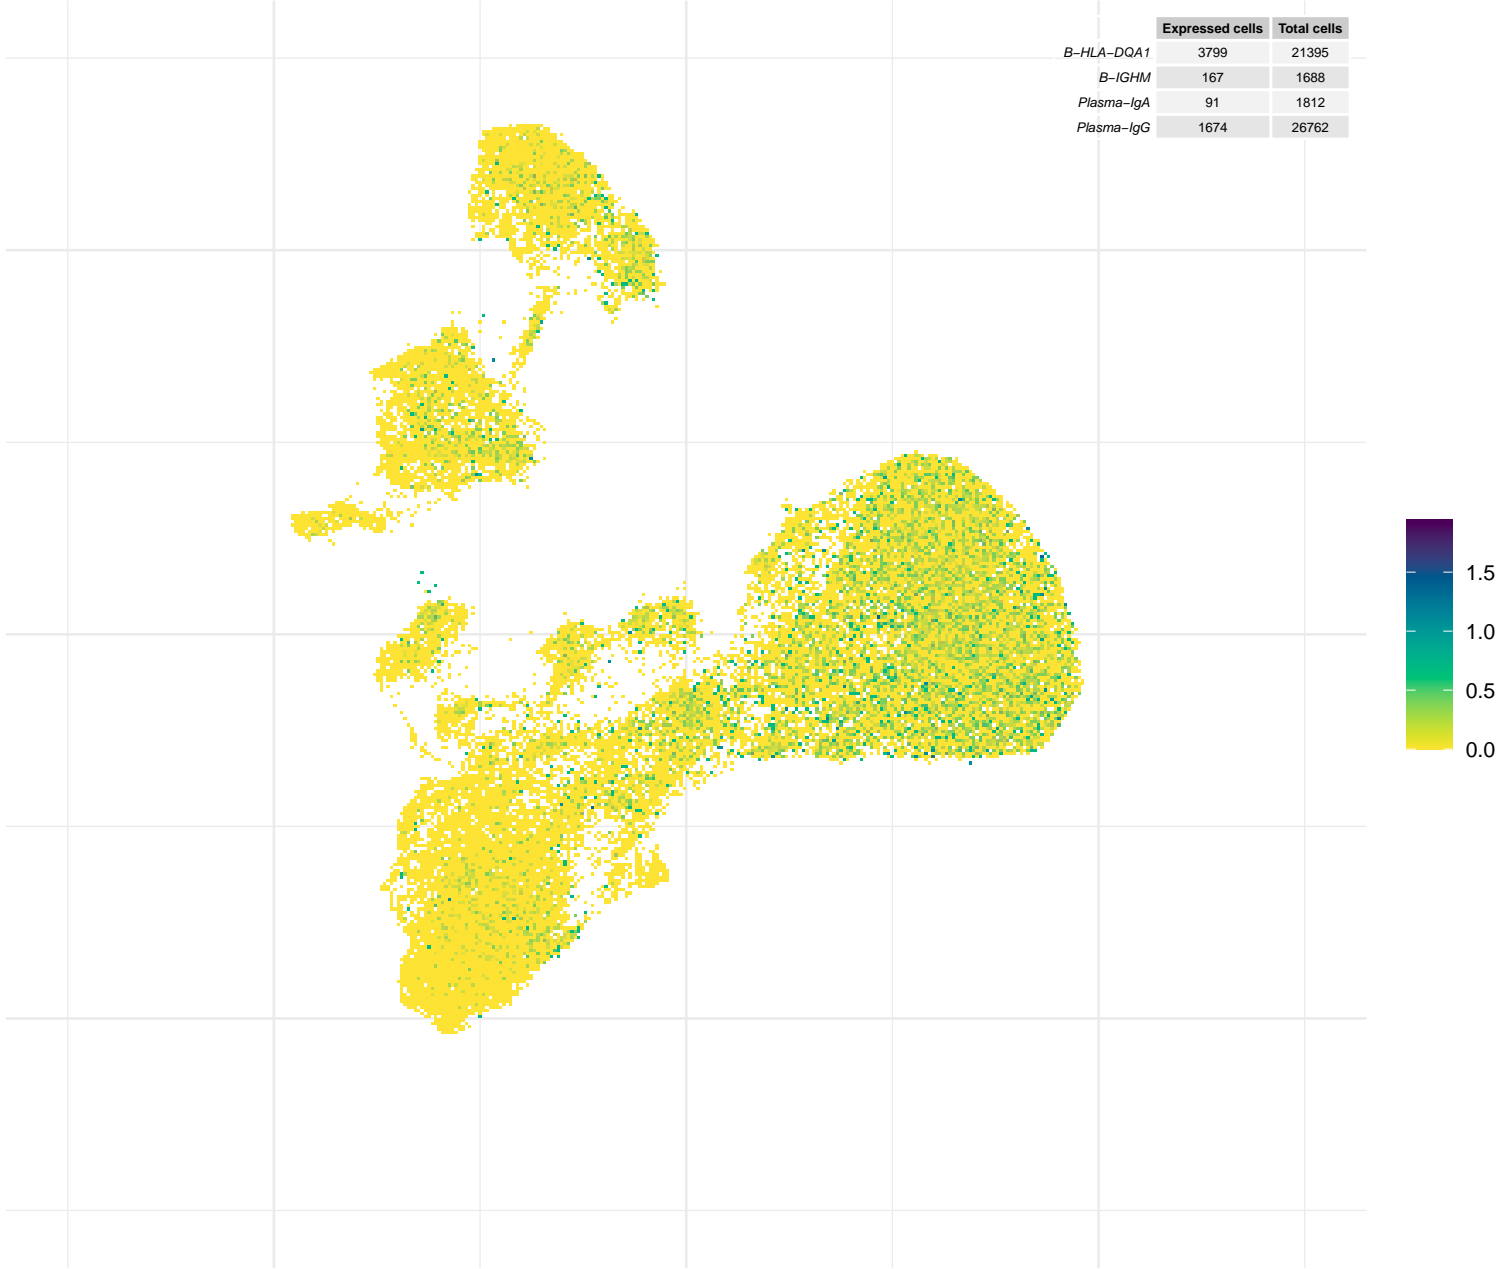 Expressed cells Total cells
B−HLA−DQA1 3799 21395
B−IGHM 167 1688
Plasma−IgA 91 1812
Plasma−IgG 1674 26762
1.5
1.0
0.5
0.0